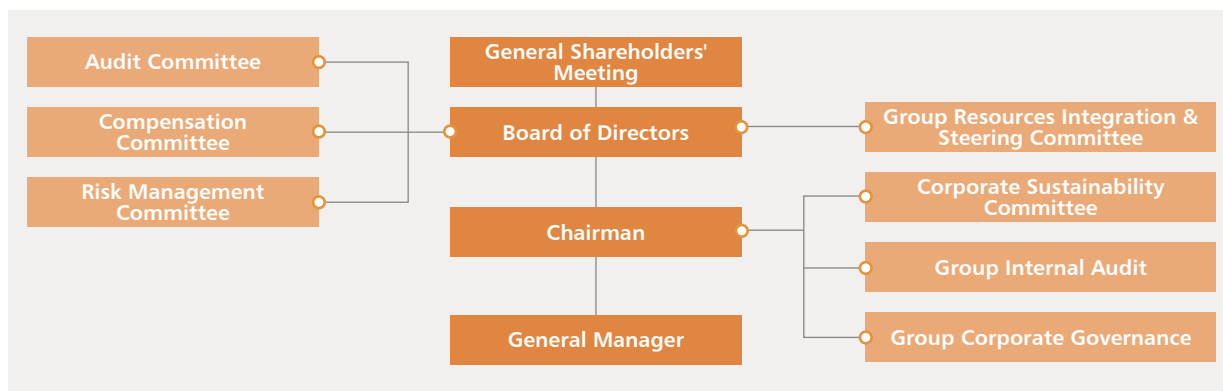 Audit Committee
Compensation
Committee
Risk Management
Committee
General Shareholders'
Meeting
Board of Directors
Chairman
General Manager
Group Resources Integration &
Steering Committee
Corporate Sustainability
Committee
Group Internal Audit
Group Corporate Governance